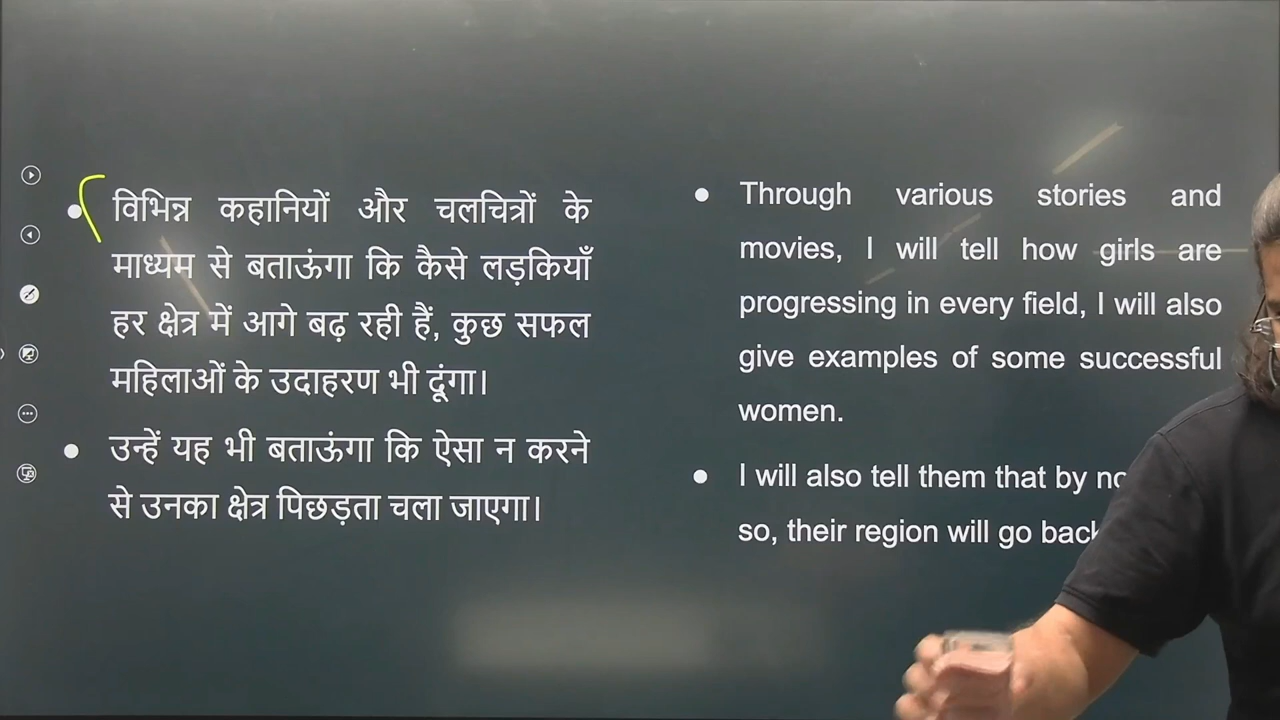 विभिन्न कहानियों और चलचित्रों के
माध्यम से बताऊंगा कि कैसे लड़कियाँ
हर क्षेत्र में आगे बढ़ रही हैं, कुछ सफल
महिलाओं के उदाहरण भी दूंगा।
उन्हें यह भी बताऊंगा कि ऐसा न करने
से उनका क्षेत्र पिछड़ता चला जाएगा।
Through various stories and
movies, I will tell how girls are
progressing in every field, I will also
give examples of some successful
women.
I will also tell them that by
so, their region will go